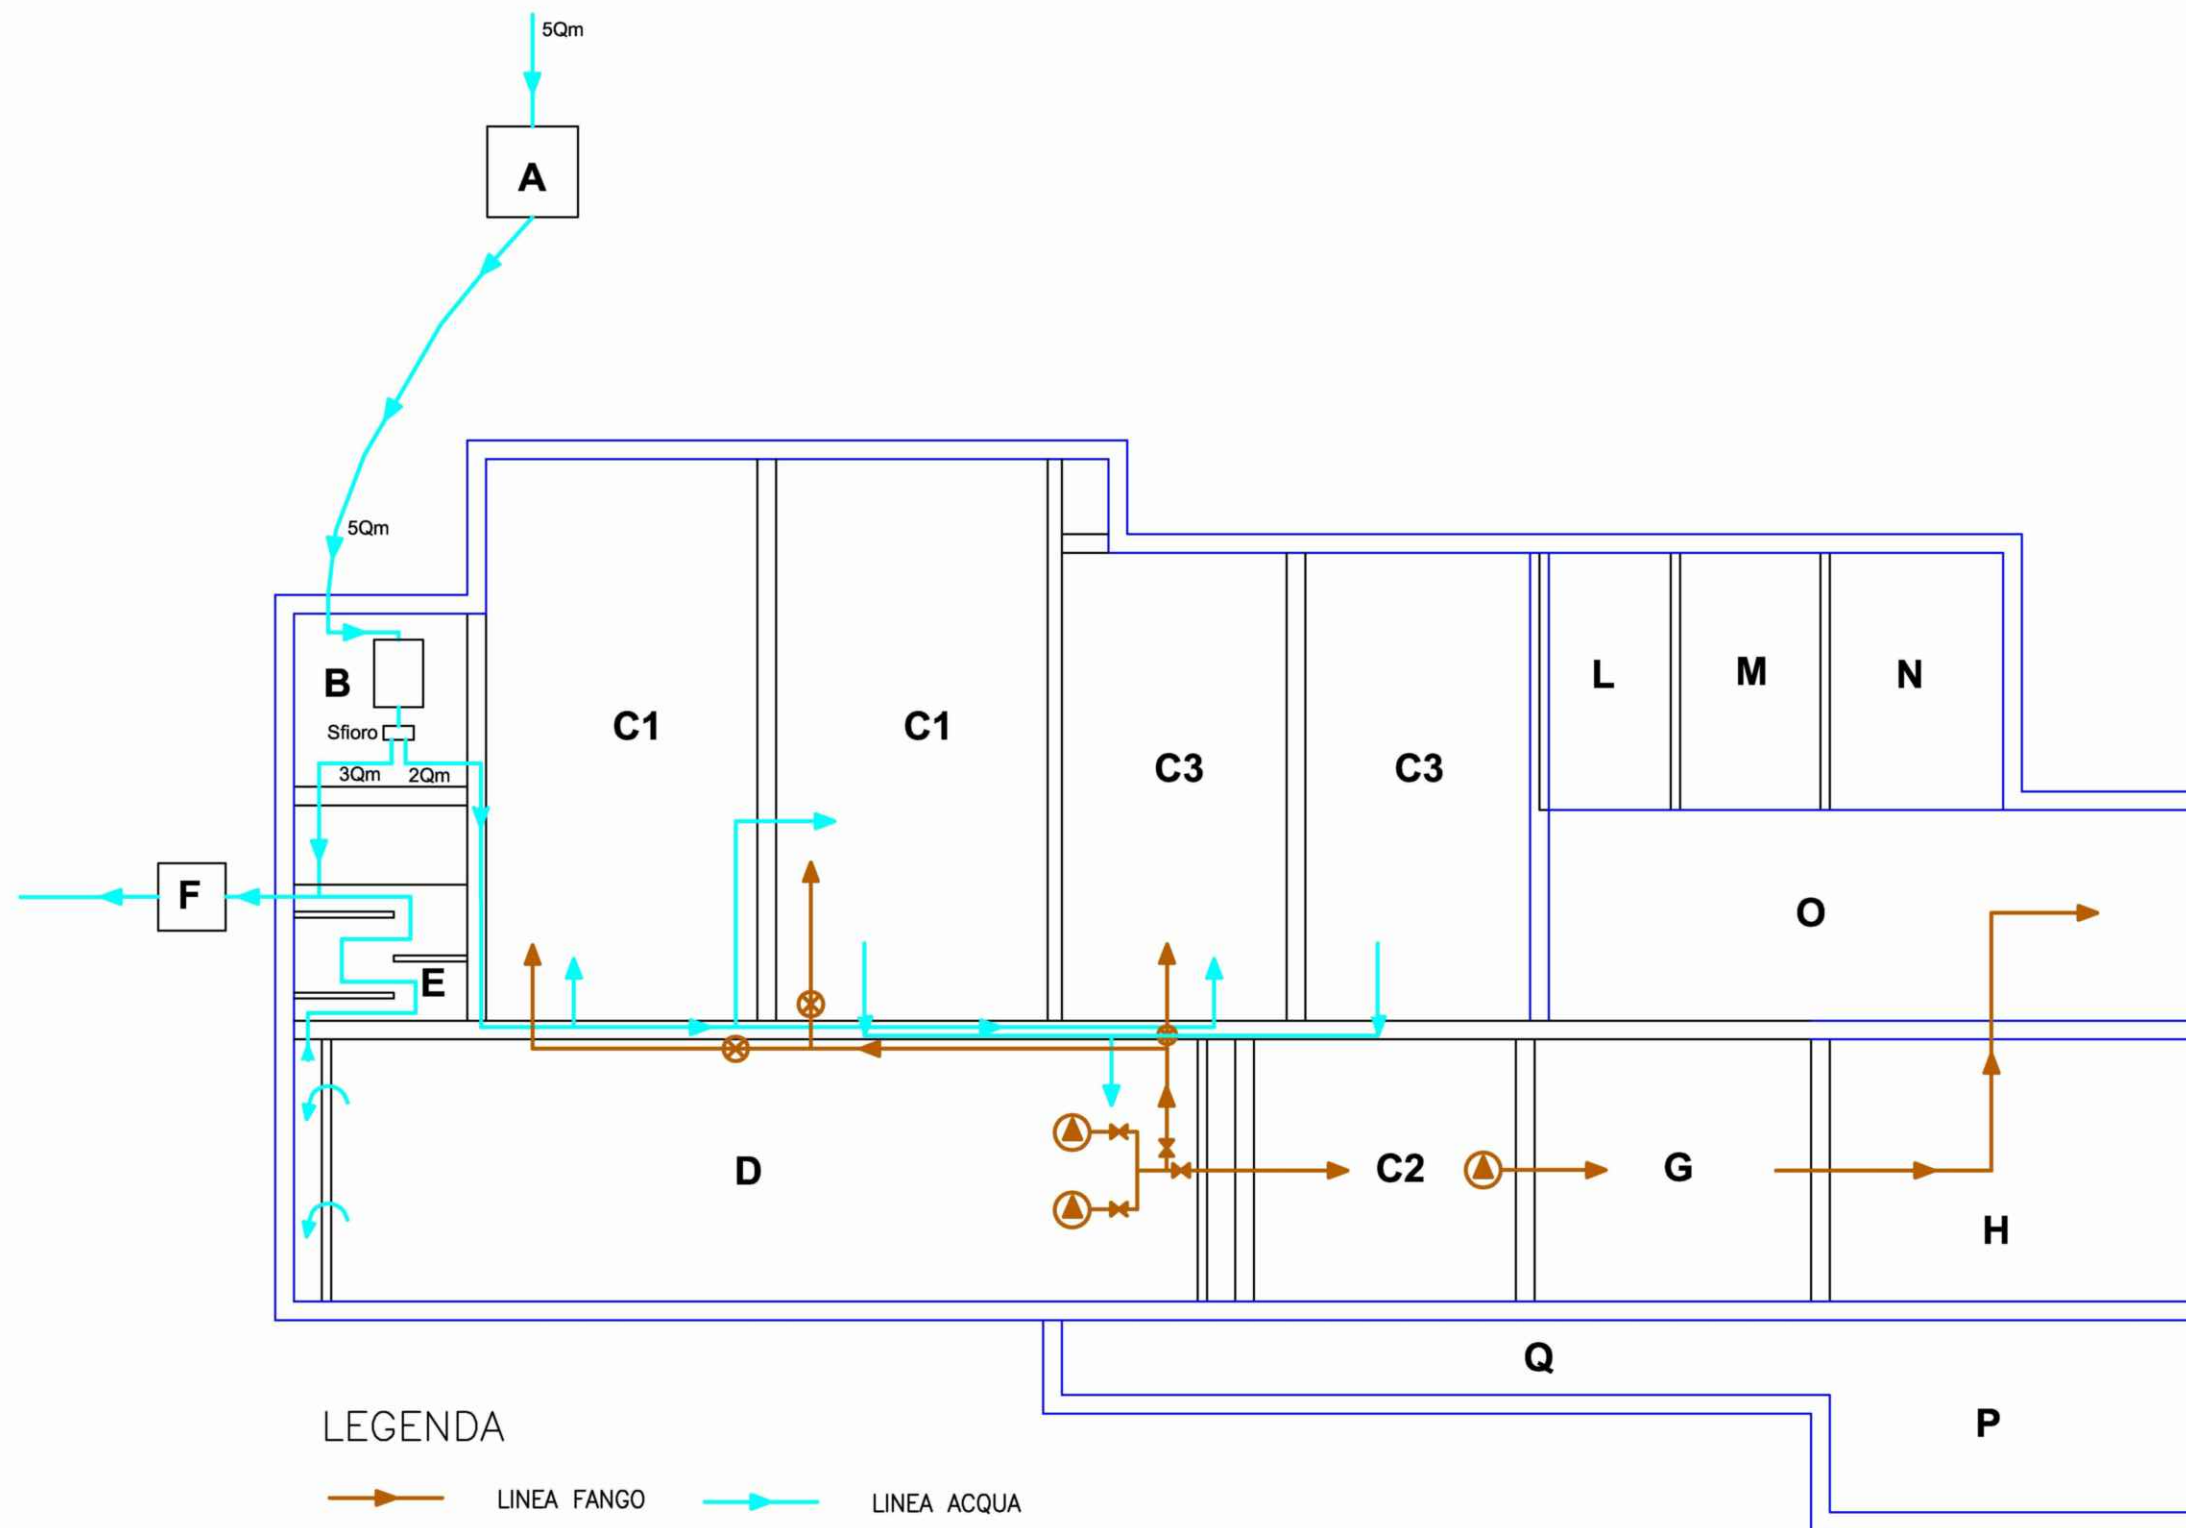 5Qm
A
5Qm
B
Sfioro
3Qm 2Qm
C1 C1 C3 C3 L M N
F
E
O
D C2 G
H
Q
P
LEGENDA
LINEA FANGO LINEA ACQUA